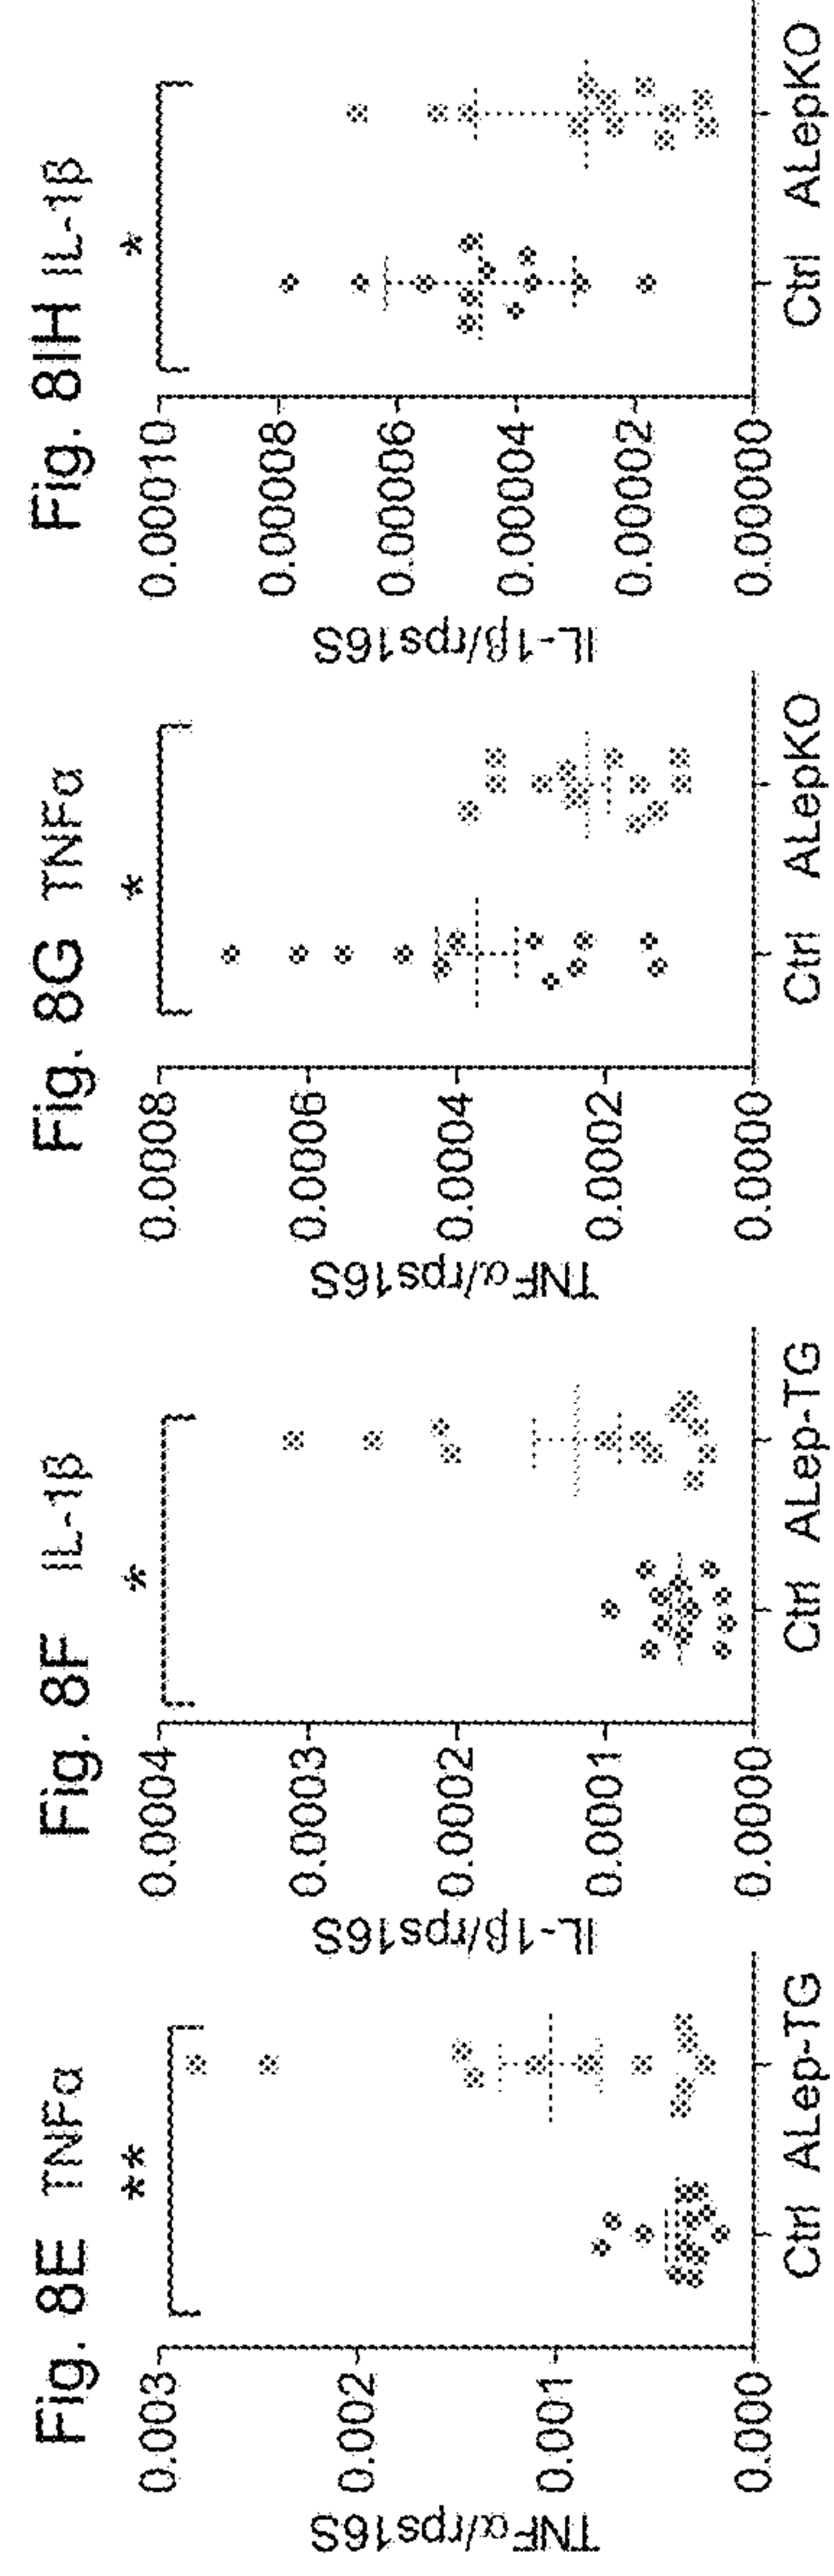 Fig. 8E TNFα
**
TNFα/rps16S
0.003
0.002
0.001
0.000
Ctrl ALep-TG
Fig. 8F IL-1β
*
IL-1β/rps16S
0.0004
0.0003
0.0002
0.0001
0.0000
Ctrl ALep-TG
Fig. 8G TNFα
*
TNFα/rps16S
0.0008
0.0006
0.0004
0.0002
0.0000
Ctrl ALepKO
Fig. 8IH IL-1β
*
IL-1β/rps16S
0.00010
0.00008
0.00006
0.00004
0.00002
0.00000
Ctrl ALepKO